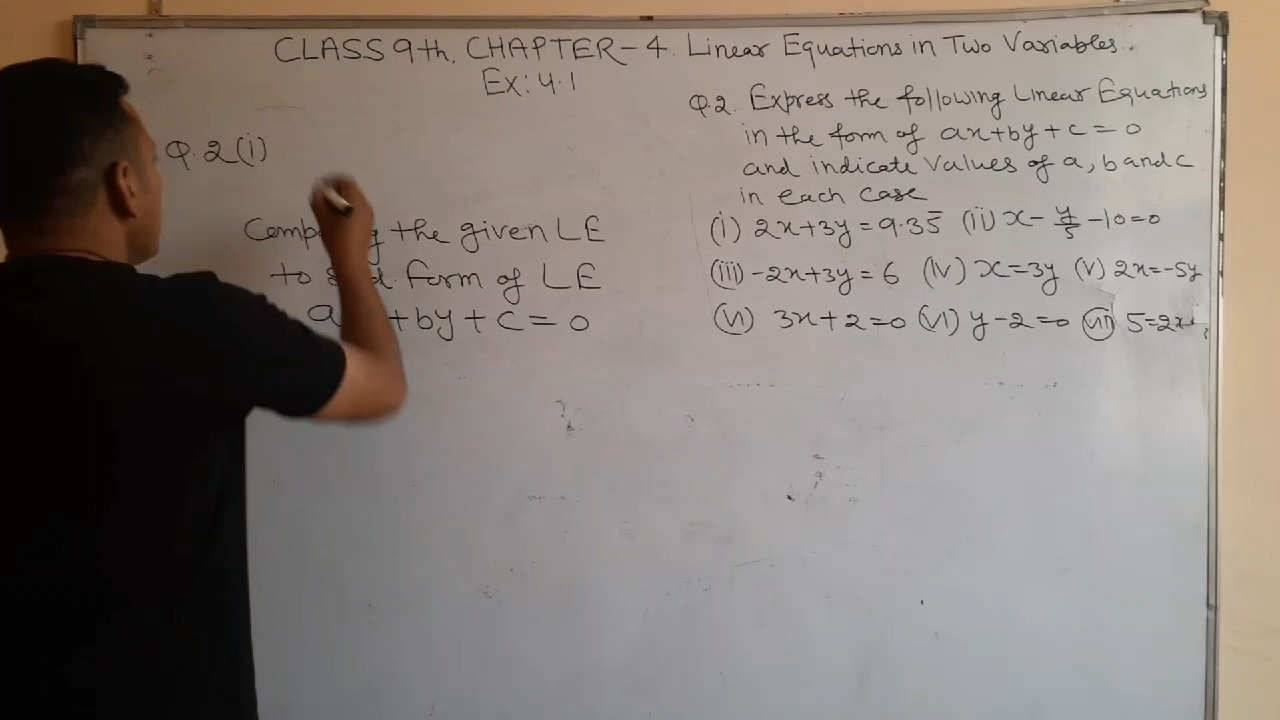 CLASS 9th. CHAPTER - 4. Linear Equations in Two Variables.
Ex: 4.1
Q.2(i)
the given LE
to form of LE
+by+c=0
Q.2. Express the following Linear Equations
in the form of ax+by+c=0
and indicate values of a, b and c
in each case
(i) 2x+3y=9.35̅ (ii) x-y/5-10=0
(iii) -2x+3y=6 (iv) x=3y (v) 2x=-5y
(vi) 3x+2=0 (vi) y-2=0 (vii) 5=2x